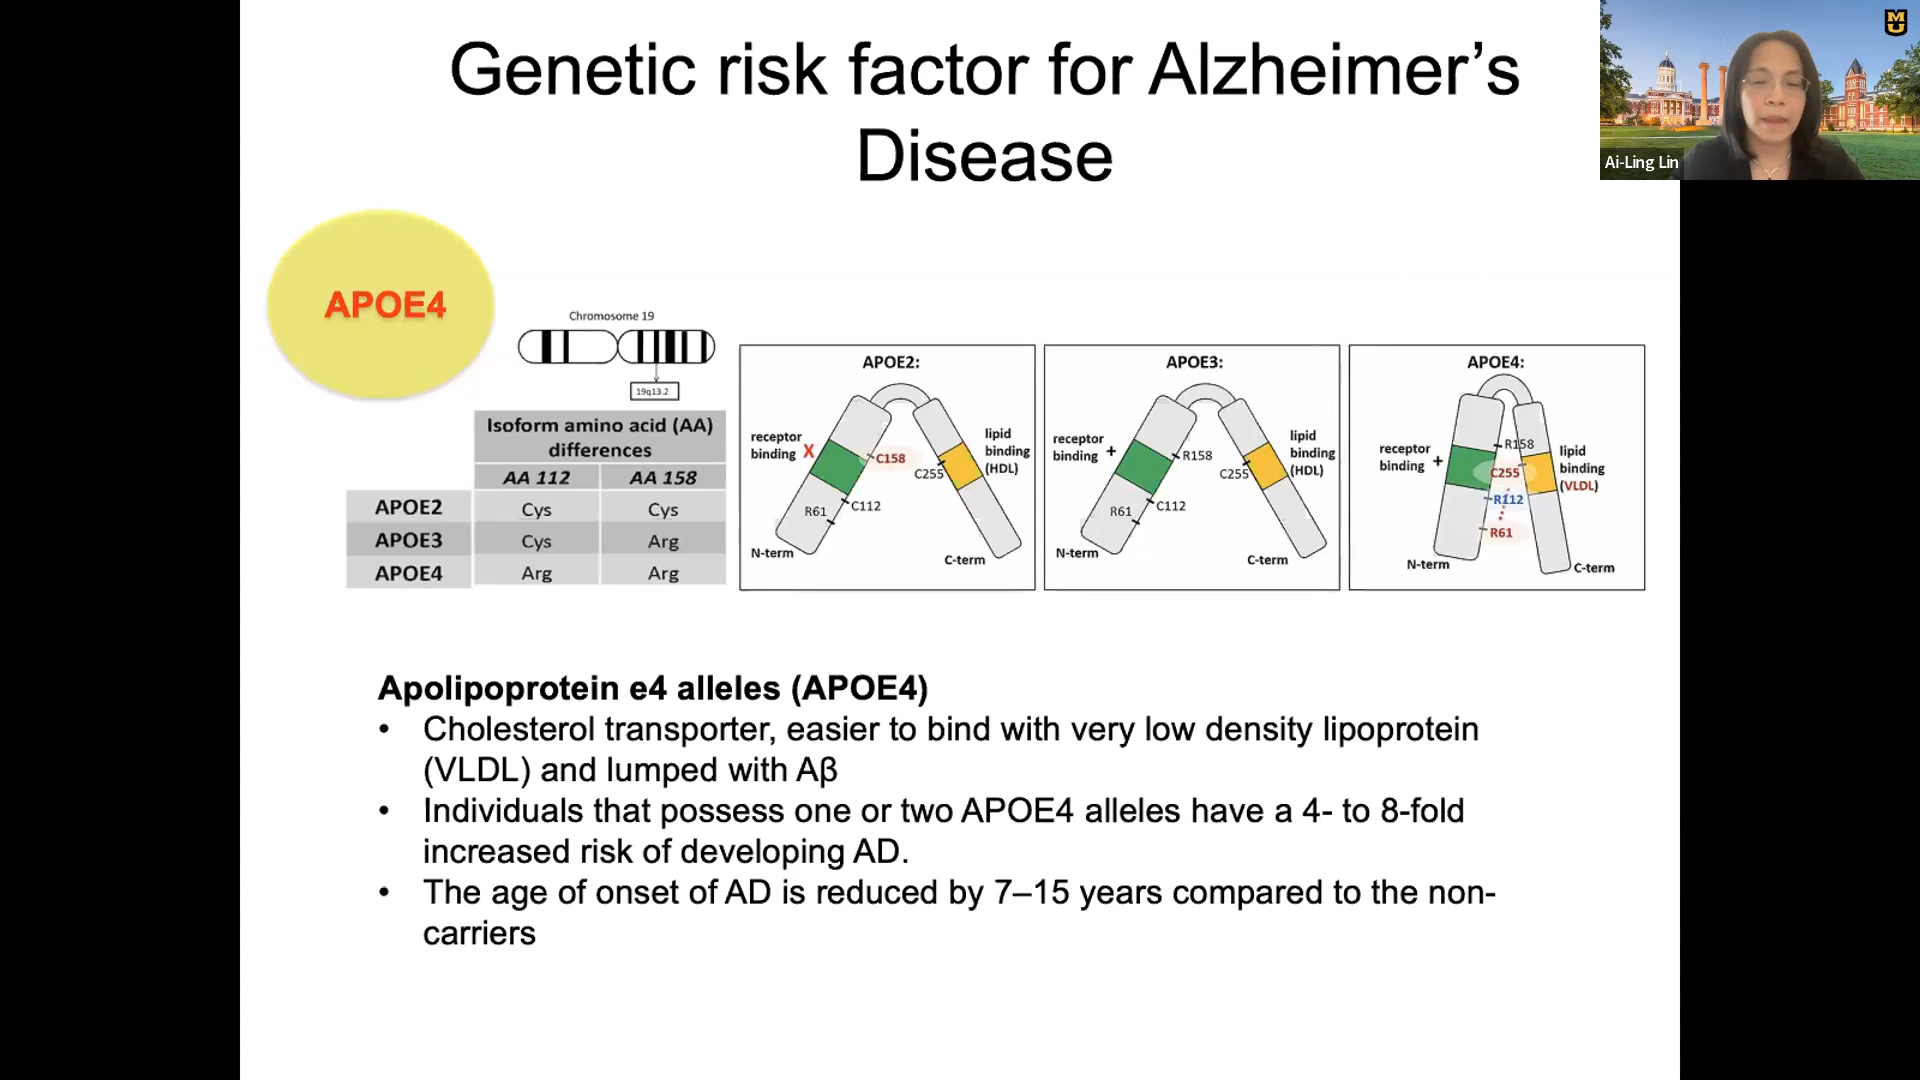 Genetic risk factor for Alzheimer's
Disease
MU
Ai-Ling Lin
APOE4
Chromosome 19
19q13.2
Isoform amino acid (AA)
differences
AA 112 AA 158
APOE2 Cys Cys
APOE3 Cys Arg
APOE4 Arg Arg
APOE2:
receptor
binding X
C158
lipid
binding
(HDL)
C255
R61
C112
N-term
C-term
APOE3:
receptor
binding +
R158
lipid
binding
(HDL)
C255
R61
C112
N-term
C-term
APOE4:
receptor
binding +
R158
lipid
binding
(VLDL)
C255
R112
R61
N-term
C-term
Apolipoprotein e4 alleles (APOE4)
• Cholesterol transporter, easier to bind with very low density lipoprotein
(VLDL) and lumped with Aβ
• Individuals that possess one or two APOE4 alleles have a 4- to 8-fold
increased risk of developing AD.
• The age of onset of AD is reduced by 7–15 years compared to the non-
carriers